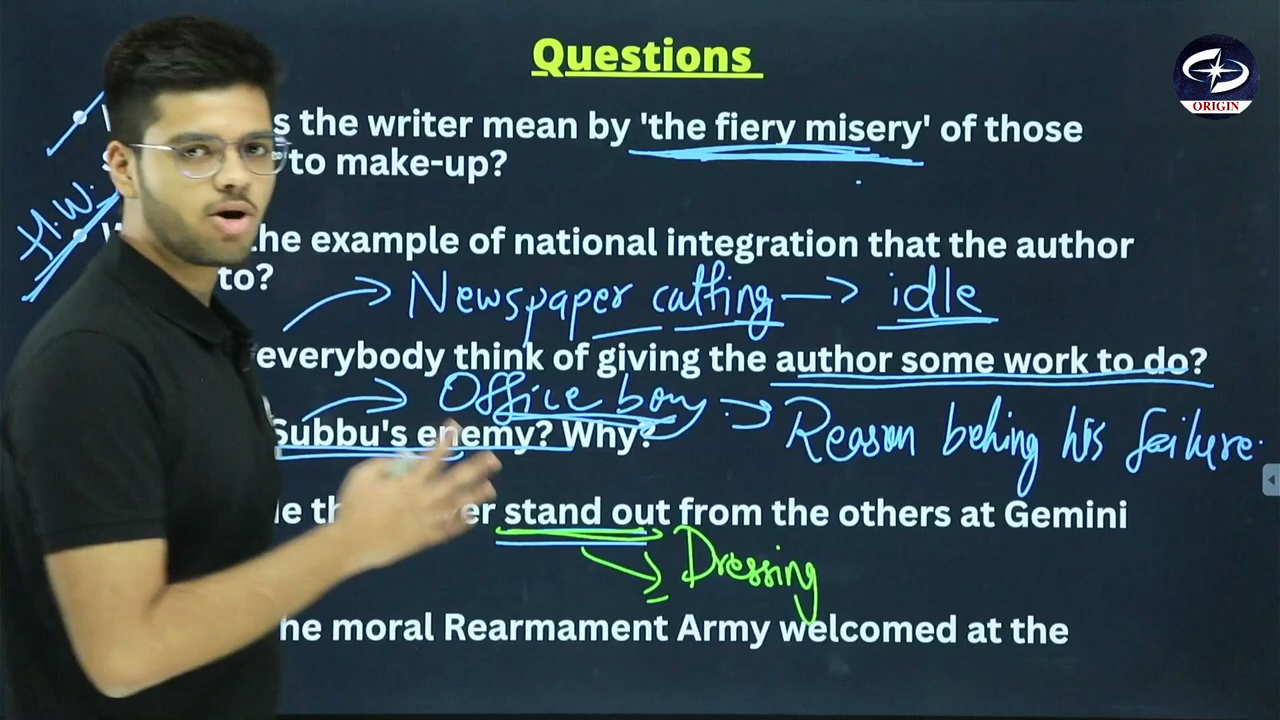 Questions
ORIGIN
s the writer mean by 'the fiery misery' of those
to make-up?
H.W.
he example of national integration that the author
to?
Newspaper cutting → idle
everybody think of giving the author some work to do?
Office boy → Reason behing his failure.
Subbu's enemy? Why?
stand out from the others at Gemini
Dressing
he moral Rearmament Army welcomed at the